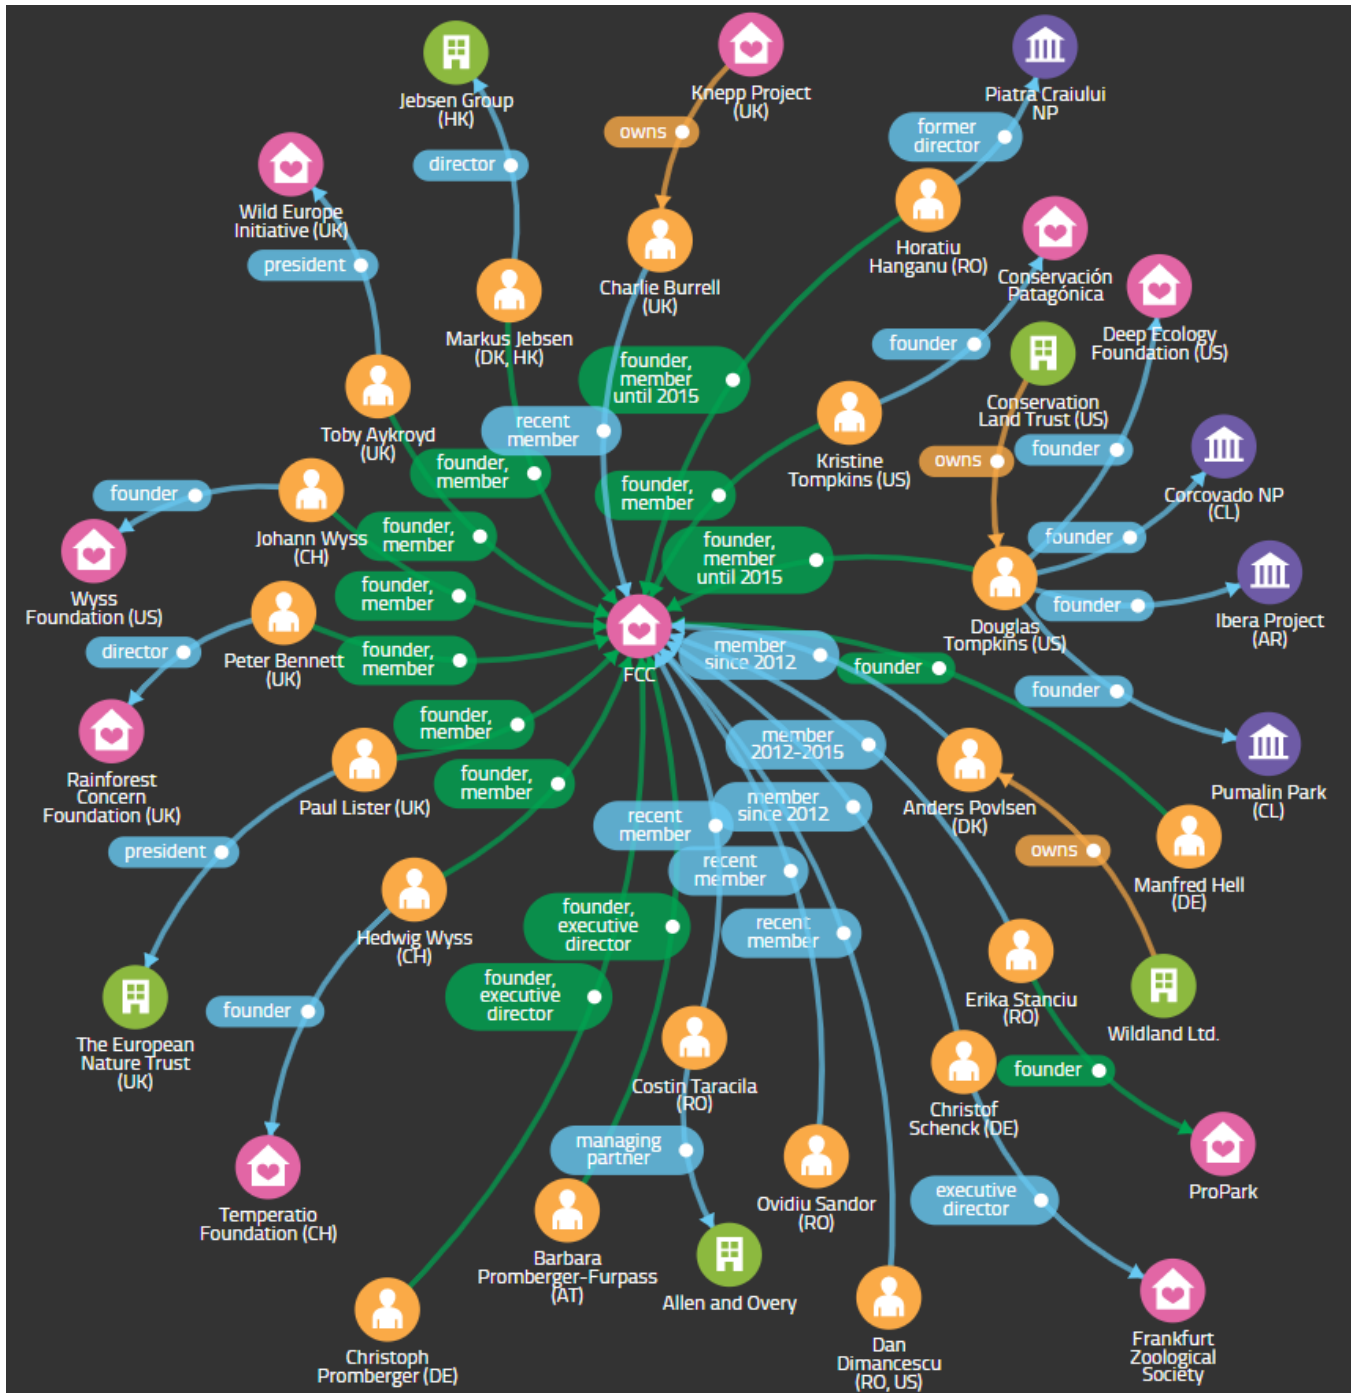 Jebsen Group
(HK)
Knepp Project
(UK)
Piatra Craiului
NP
owns
former
director
director
Wild Europe
Initiative (UK)
president
Horatiu
Hanganu (RO)
Conservación
Patagónica
Charlie Burrell
(UK)
Markus Jebsen
(DK, HK)
founder
Deep Ecology
Foundation (US)
founder,
member
until 2015
Conservation
Land Trust (US)
recent
member
Toby Aykroyd
(UK)
founder,
member
Kristine
Tompkins (US)
founder
owns
Corcovado NP
(CL)
founder
founder,
member
Johann Wyss
(CH)
founder,
member
founder,
member
until 2015
founder
Wyss
Foundation (US)
founder,
member
founder
Ibera Project
(AR)
Douglas
Tompkins (US)
director
Peter Bennett
(UK)
founder,
member
FCC
member
since 2012
founder
founder
founder,
member
member
2012-2015
Rainforest
Concern
Foundation (UK)
Paul Lister (UK)
founder,
member
member
since 2012
Anders Povlsen
(DK)
Pumalin Park
(CL)
president
recent
member
owns
recent
member
Manfred Hell
(DE)
Hedwig Wyss
(CH)
founder,
executive
director
recent
member
founder
founder,
executive
director
Erika Stanciu
(RO)
Wildland Ltd.
The European
Nature Trust
(UK)
Costin Taracila
(RO)
Christof
Schenck (DE)
founder
managing
partner
Temperatio
Foundation (CH)
Ovidiu Sandor
(RO)
executive
director
ProPark
Barbara
Promberger-Furpass
(AT)
Allen and Overy
Christoph
Promberger (DE)
Dan
Dimancescu
(RO, US)
Frankfurt
Zoological
Society